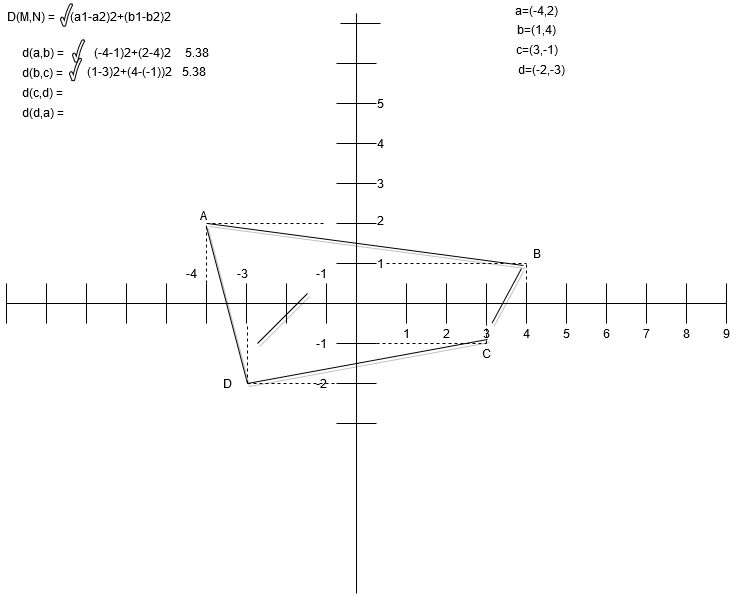 D(M,N) = √(a1-a2)2+(b1-b2)2
d(a,b) = √ (-4-1)2+(2-4)2 5.38
d(b,c) = √ (1-3)2+(4-(-1))2 5.38
d(c,d) =
d(d,a) =
a=(-4,2)
b=(1,4)
c=(3,-1)
d=(-2,-3)
5
4
3
A 2
B
1
-4 -3 -1
1 2 3 4 5 6 7 8 9
-1
C
D -2